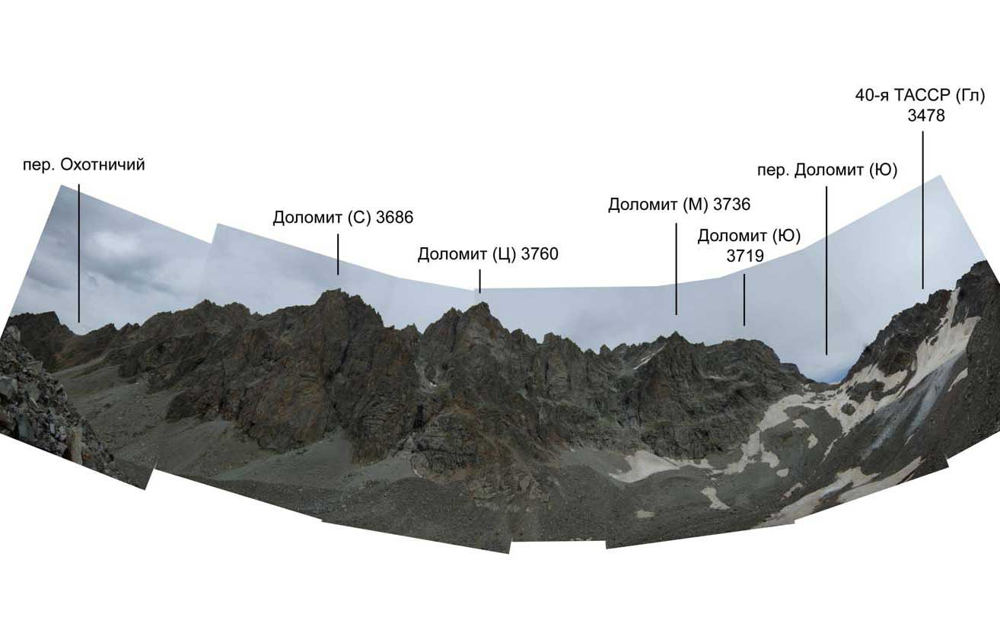 40-я ТАССР (Гл)
3478
пер. Охотничий
пер. Доломит (Ю)
Доломит (М) 3736
Доломит (С) 3686
Доломит (Ю)
3719
Доломит (Ц) 3760